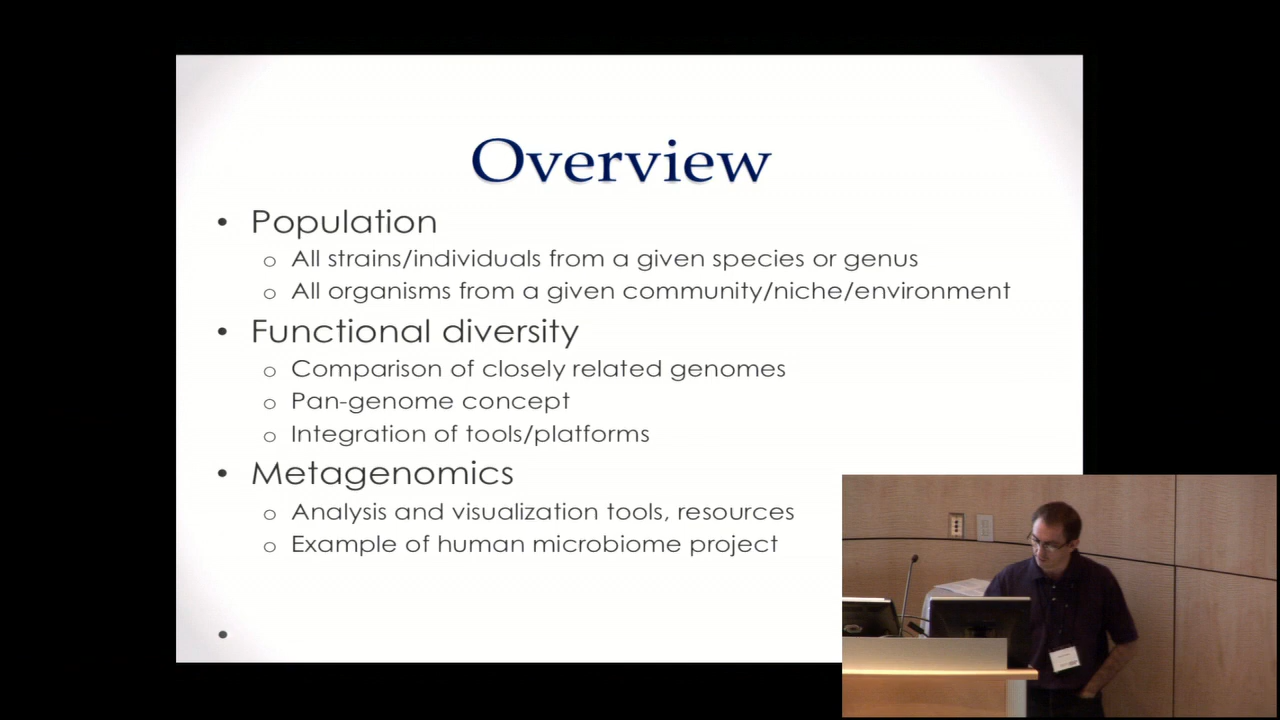 Overview
• Population
o All strains/individuals from a given species or genus
o All organisms from a given community/niche/environment
• Functional diversity
o Comparison of closely related genomes
o Pan-genome concept
o Integration of tools/platforms
• Metagenomics
o Analysis and visualization tools, resources
o Example of human microbiome project
•